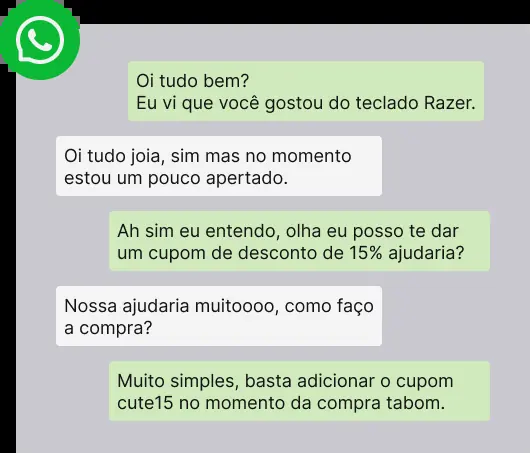 Oi tudo bem?
Eu vi que você gostou do teclado Razer.
Oi tudo joia, sim mas no momento
estou um pouco apertado.
Ah sim eu entendo, olha eu posso te dar
um cupom de desconto de 15% ajudaria?
Nossa ajudaria muitoooo, como faço
a compra?
Muito simples, basta adicionar o cupom
cute15 no momento da compra tabom.